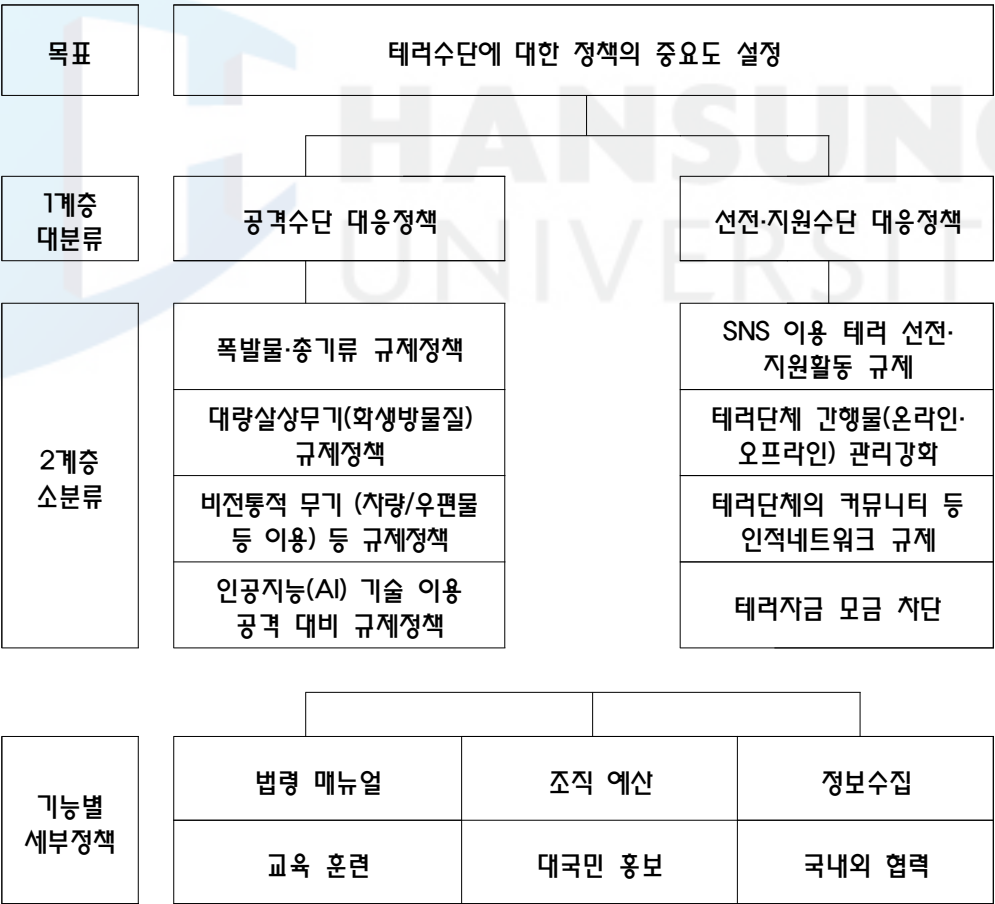 목표
테러수단에 대한 정책의 중요도 설정
1계층
대분류
공격수단 대응정책
선전·지원수단 대응정책
2계층
소분류
폭발물·총기류 규제정책
대량살상무기(화생방물질)
규제정책
비전통적 무기 (차량/우편물
등 이용) 등 규제정책
인공지능(AI) 기술 이용
공격 대비 규제정책
SNS 이용 테러 선전·
지원활동 규제
테러단체 간행물(온라인·
오프라인) 관리강화
테러단체의 커뮤니티 등
인적네트워크 규제
테러자금 모금 차단
기능별
세부정책
법령 매뉴얼
조직 예산
정보수집
교육 훈련
대국민 홍보
국내외 협력
HANSUNG
UNIVERSIT